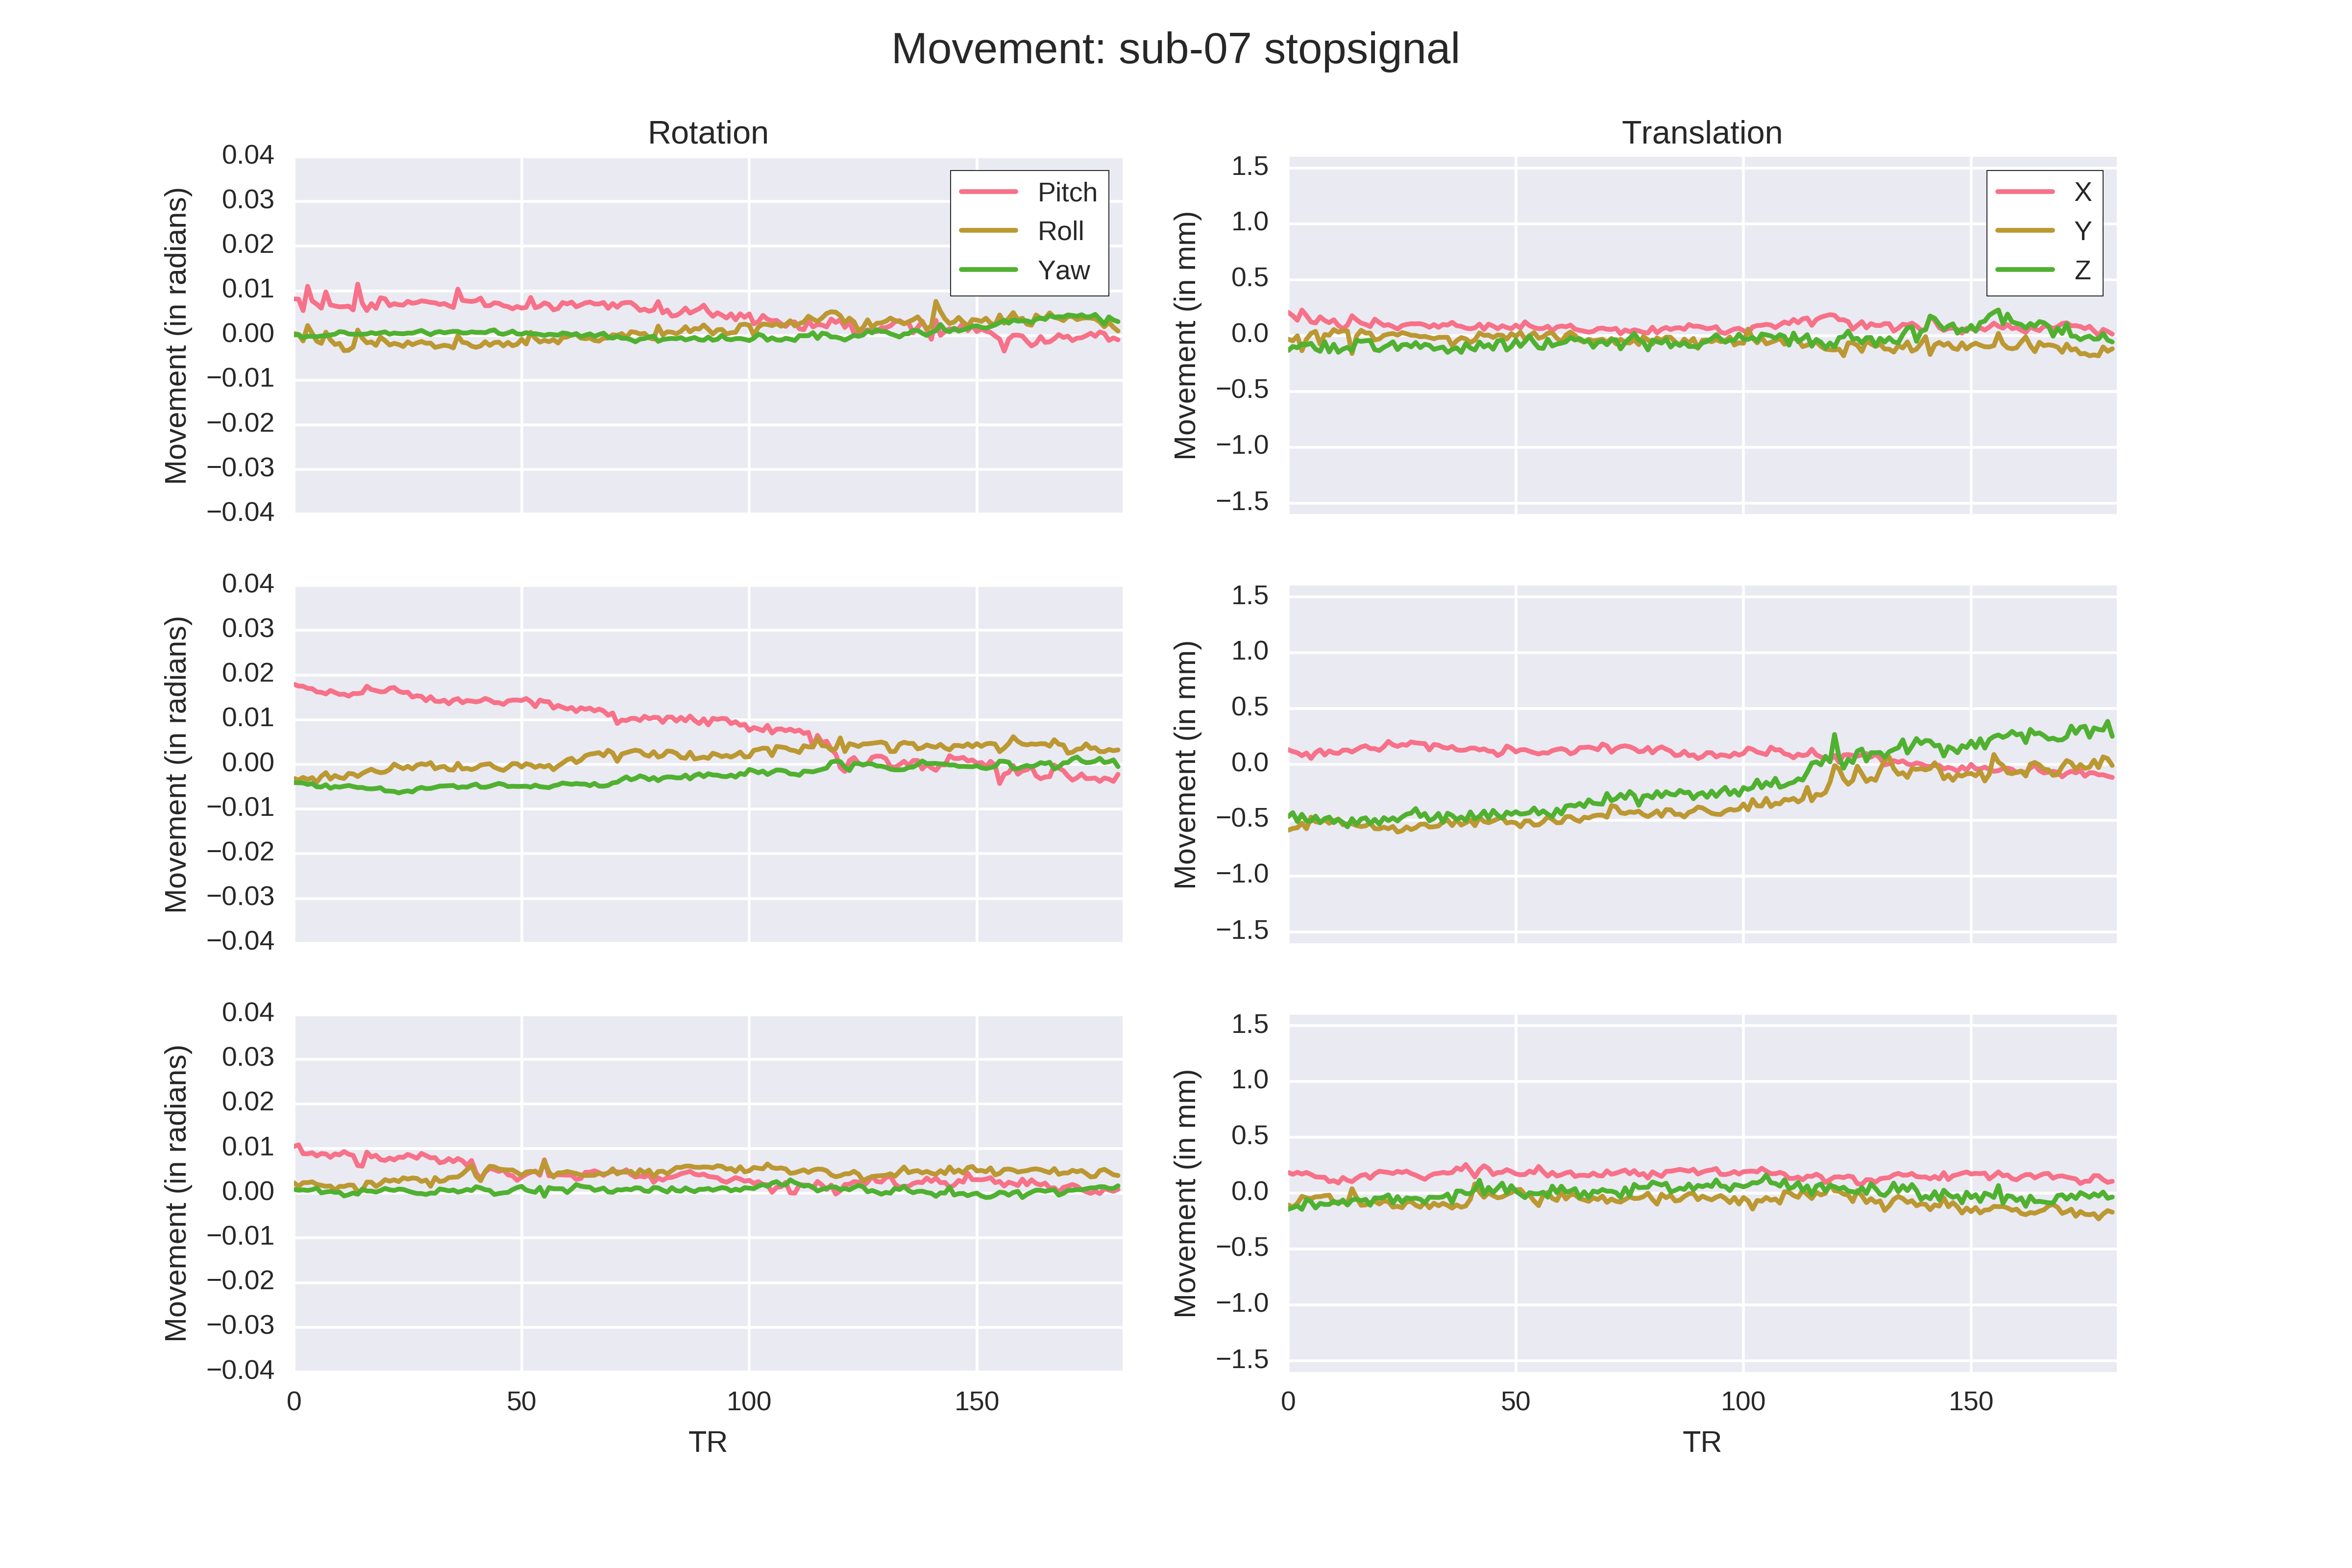 Movement: sub-07 stopsignal
Rotation
Translation
Movement (in radians)
0.04
0.03
0.02
0.01
0.00
−0.01
−0.02
−0.03
−0.04
Pitch
Roll
Yaw
Movement (in mm)
1.5
1.0
0.5
0.0
−0.5
−1.0
−1.5
X
Y
Z
Movement (in radians)
0.04
0.03
0.02
0.01
0.00
−0.01
−0.02
−0.03
−0.04
Movement (in mm)
1.5
1.0
0.5
0.0
−0.5
−1.0
−1.5
Movement (in radians)
0.04
0.03
0.02
0.01
0.00
−0.01
−0.02
−0.03
−0.04
0 50 100 150
TR
Movement (in mm)
1.5
1.0
0.5
0.0
−0.5
−1.0
−1.5
0 50 100 150
TR